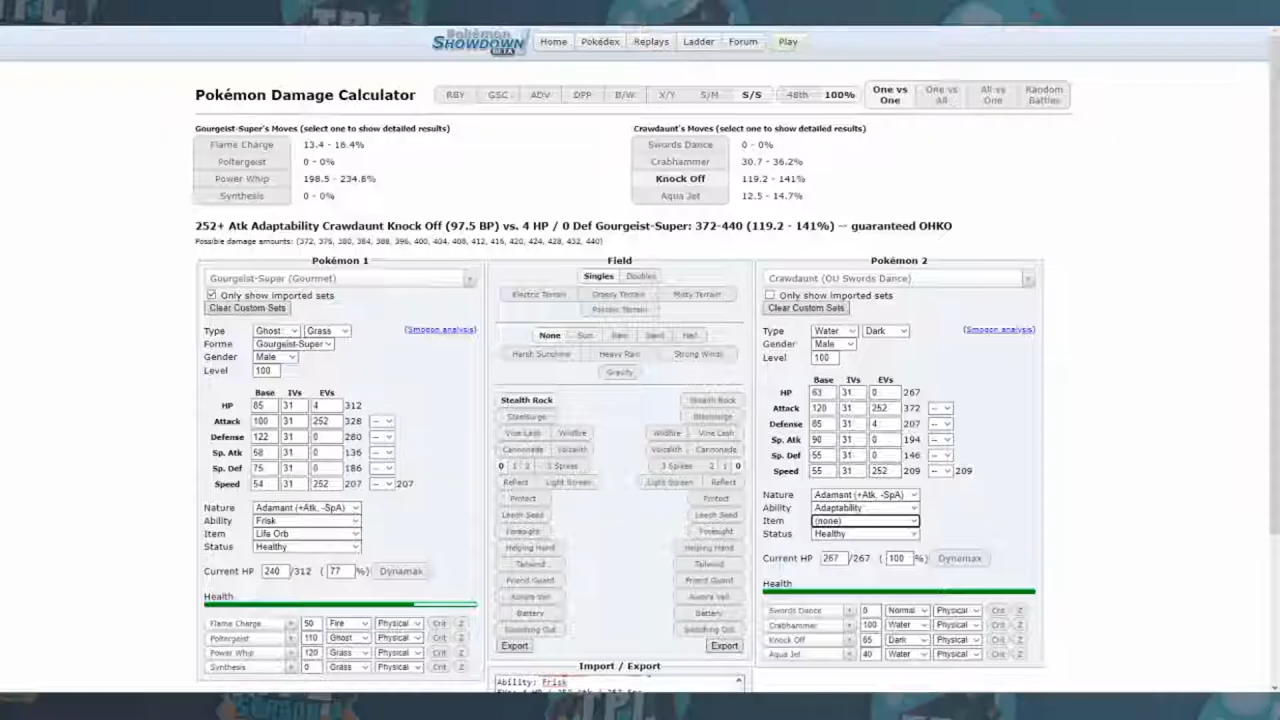 Pokémon
SHOWDOWN
BETA
Home Pokédex Replays Ladder Forum Play
Pokémon Damage Calculator
RBY GSC ADV DPP B/W X/Y S/M S/S 48th 100%
One vs One
One vs All
All vs One
Random Battles
Gourgeist-Super's Moves (select one to show detailed results)
Flame Charge 13.4 - 16.4%
Poltergeist 0 - 0%
Power Whip 198.5 - 234.8%
Synthesis 0 - 0%
Crawdaunt's Moves (select one to show detailed results)
Swords Dance 0 - 0%
Crabhammer 30.7 - 36.2%
Knock Off 119.2 - 141%
Aqua Jet 12.5 - 14.7%
252+ Atk Adaptability Crawdaunt Knock Off (97.5 BP) vs. 4 HP / 0 Def Gourgeist-Super: 372-440 (119.2 - 141%) -- guaranteed OHKO
Possible damage amounts: (372, 376, 380, 384, 388, 396, 400, 404, 408, 412, 416, 420, 424, 428, 432, 440)
Pokémon 1
Gourgeist-Super (Gourmet)
Only show imported sets
Clear Custom Sets
Type Ghost Grass (Smogon analysis)
Forme Gourgeist-Super
Gender Male
Level 100
Base IVs EVs
HP 85 31 4 312
Attack 100 31 252 328 --
Defense 122 31 0 280 --
Sp. Atk 58 31 0 136 --
Sp. Def 75 31 0 186 --
Speed 54 31 252 207 -- 207
Nature Adamant (+Atk, -SpA)
Ability Frisk
Item Life Orb
Status Healthy
Current HP 240 /312 ( 77 %) Dynamax
Health
Flame Charge 50 Fire Physical Crit Z
Poltergeist 110 Ghost Physical Crit Z
Power Whip 120 Grass Physical Crit Z
Synthesis 0 Grass Physical Crit Z
Field
Singles Doubles
Electric Terrain Grassy Terrain Misty Terrain
Psychic Terrain
None Sun Rain Sand Hail
Harsh Sunshine Heavy Rain Strong Winds
Gravity
Stealth Rock Stealth Rock
Steelsurge Steelsurge
Vine Lash Wildfire Wildfire Vine Lash
Cannonade Volcalith Volcalith Cannonade
0 1 2 3 Spikes 3 Spikes 2 1 0
Reflect Light Screen Light Screen Reflect
Protect Protect
Leech Seed Leech Seed
Foresight Foresight
Helping Hand Helping Hand
Tailwind Tailwind
Friend Guard Friend Guard
Aurora Veil Aurora Veil
Battery Battery
Switching Out Switching Out
Export Export
Import / Export
Ability: Frisk
EVs: 4 HP / 252 Atk / 252 Spe
Pokémon 2
Crawdaunt (OU Swords Dance)
Only show imported sets
Clear Custom Sets
Type Water Dark (Smogon analysis)
Gender Male
Level 100
Base IVs EVs
HP 63 31 0 267
Attack 120 31 252 372 --
Defense 85 31 4 207 --
Sp. Atk 90 31 0 194 --
Sp. Def 55 31 0 146 --
Speed 55 31 252 209 -- 209
Nature Adamant (+Atk, -SpA)
Ability Adaptability
Item (none)
Status Healthy
Current HP 267 /267 ( 100 %) Dynamax
Health
Swords Dance 0 Normal Physical Crit Z
Crabhammer 100 Water Physical Crit Z
Knock Off 65 Dark Physical Crit Z
Aqua Jet 40 Water Physical Crit Z
TPL